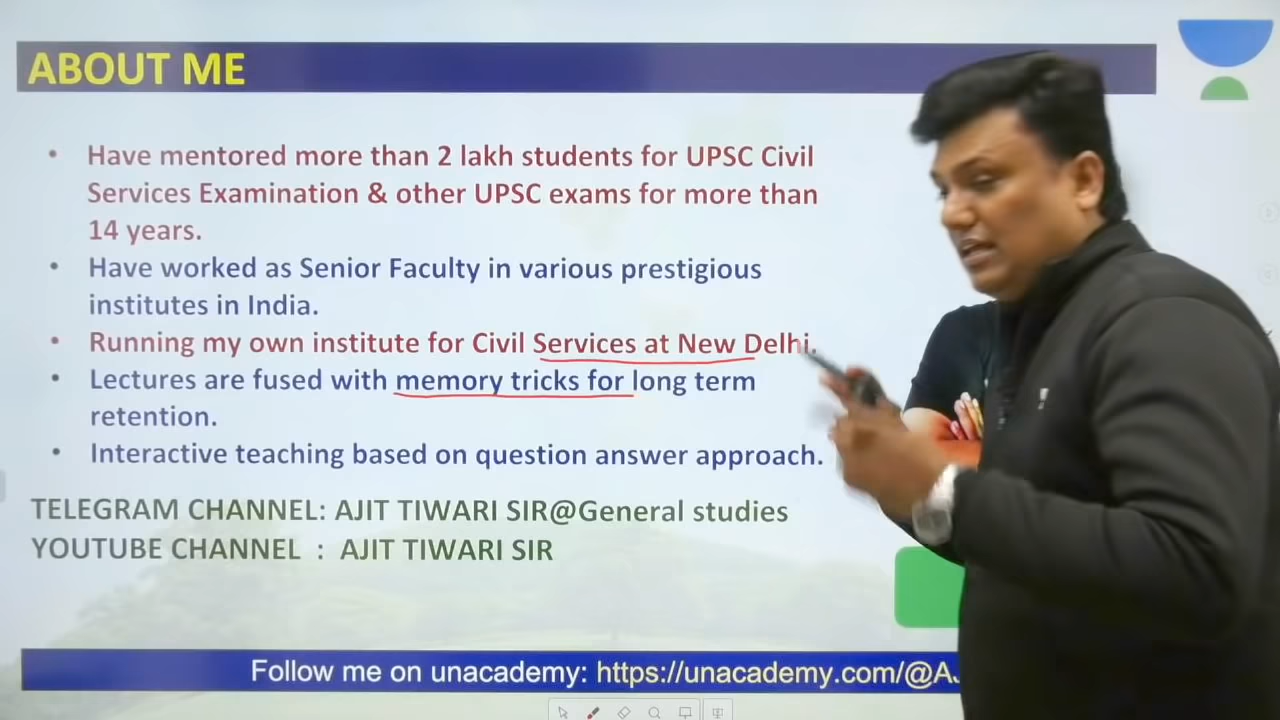 ABOUT ME
• Have mentored more than 2 lakh students for UPSC Civil
Services Examination & other UPSC exams for more than
14 years.
• Have worked as Senior Faculty in various prestigious
institutes in India.
• Running my own institute for Civil Services at New Delhi.
• Lectures are fused with memory tricks for long term
retention.
• Interactive teaching based on question answer approach.
TELEGRAM CHANNEL: AJIT TIWARI SIR@General studies
YOUTUBE CHANNEL : AJIT TIWARI SIR
Follow me on unacademy: https://unacademy.com/@AJ